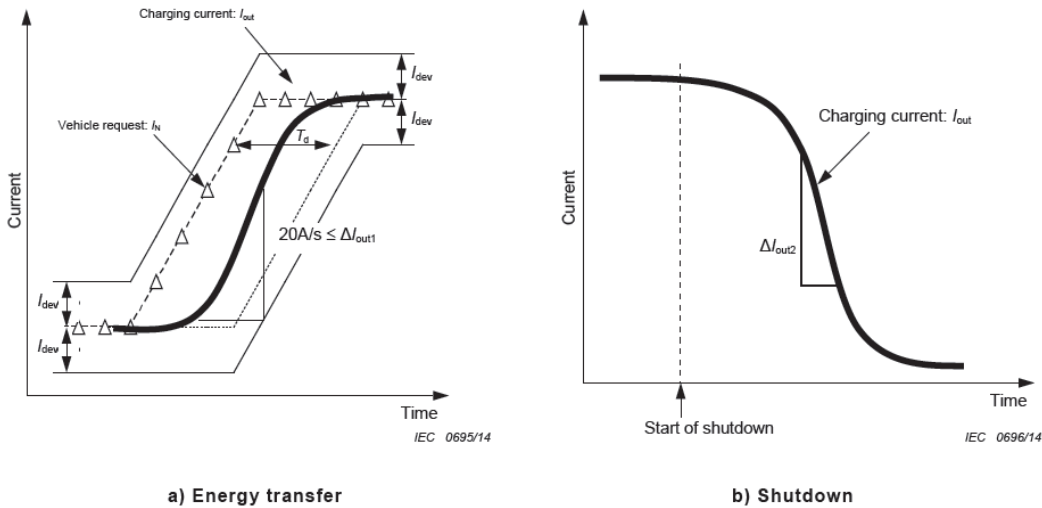 Charging current: Iout
Idev
Idev
Vehicle request: IN
Td
Current
20A/s ≤ ΔIout1
Idev
Idev
Time
IEC 0695/14
a) Energy transfer
Current
Charging current: Iout
ΔIout2
Time
Start of shutdown
IEC 0696/14
b) Shutdown